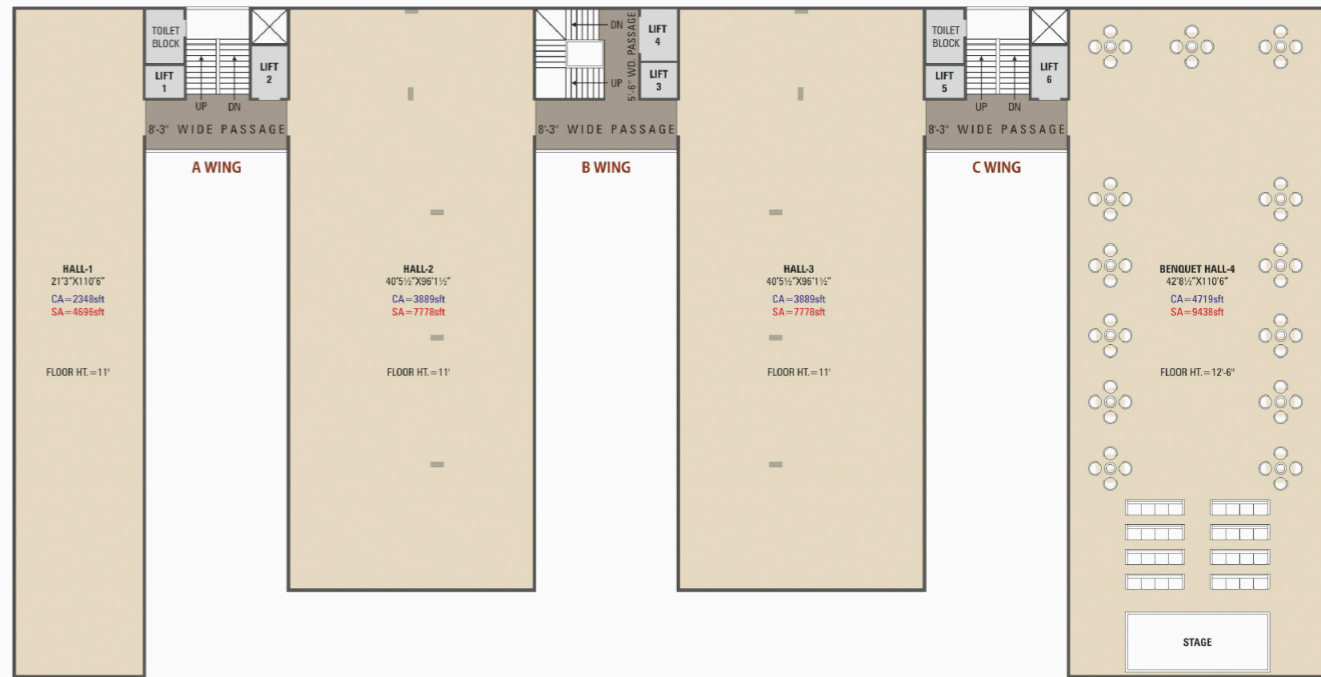 TOILET
BLOCK
LIFT
1
UP
DN
LIFT
2
8'-3" WIDE PASSAGE
A WING
DN
UP
5'-6" WD. PASSAGE
LIFT
4
LIFT
3
8'-3" WIDE PASSAGE
B WING
TOILET
BLOCK
LIFT
5
UP
DN
LIFT
6
8'-3" WIDE PASSAGE
C WING
HALL-1
21'3"X110'6"
CA=2348sft
SA=4696sft
FLOOR HT.=11'
HALL-2
40'5½"X96'1½"
CA=3889sft
SA=7778sft
FLOOR HT.=11'
HALL-3
40'5½"X96'1½"
CA=3889sft
SA=7778sft
FLOOR HT.=11'
BENQUET HALL-4
42'8½"X110'6"
CA=4719sft
SA=9438sft
FLOOR HT.=12'-6"
STAGE